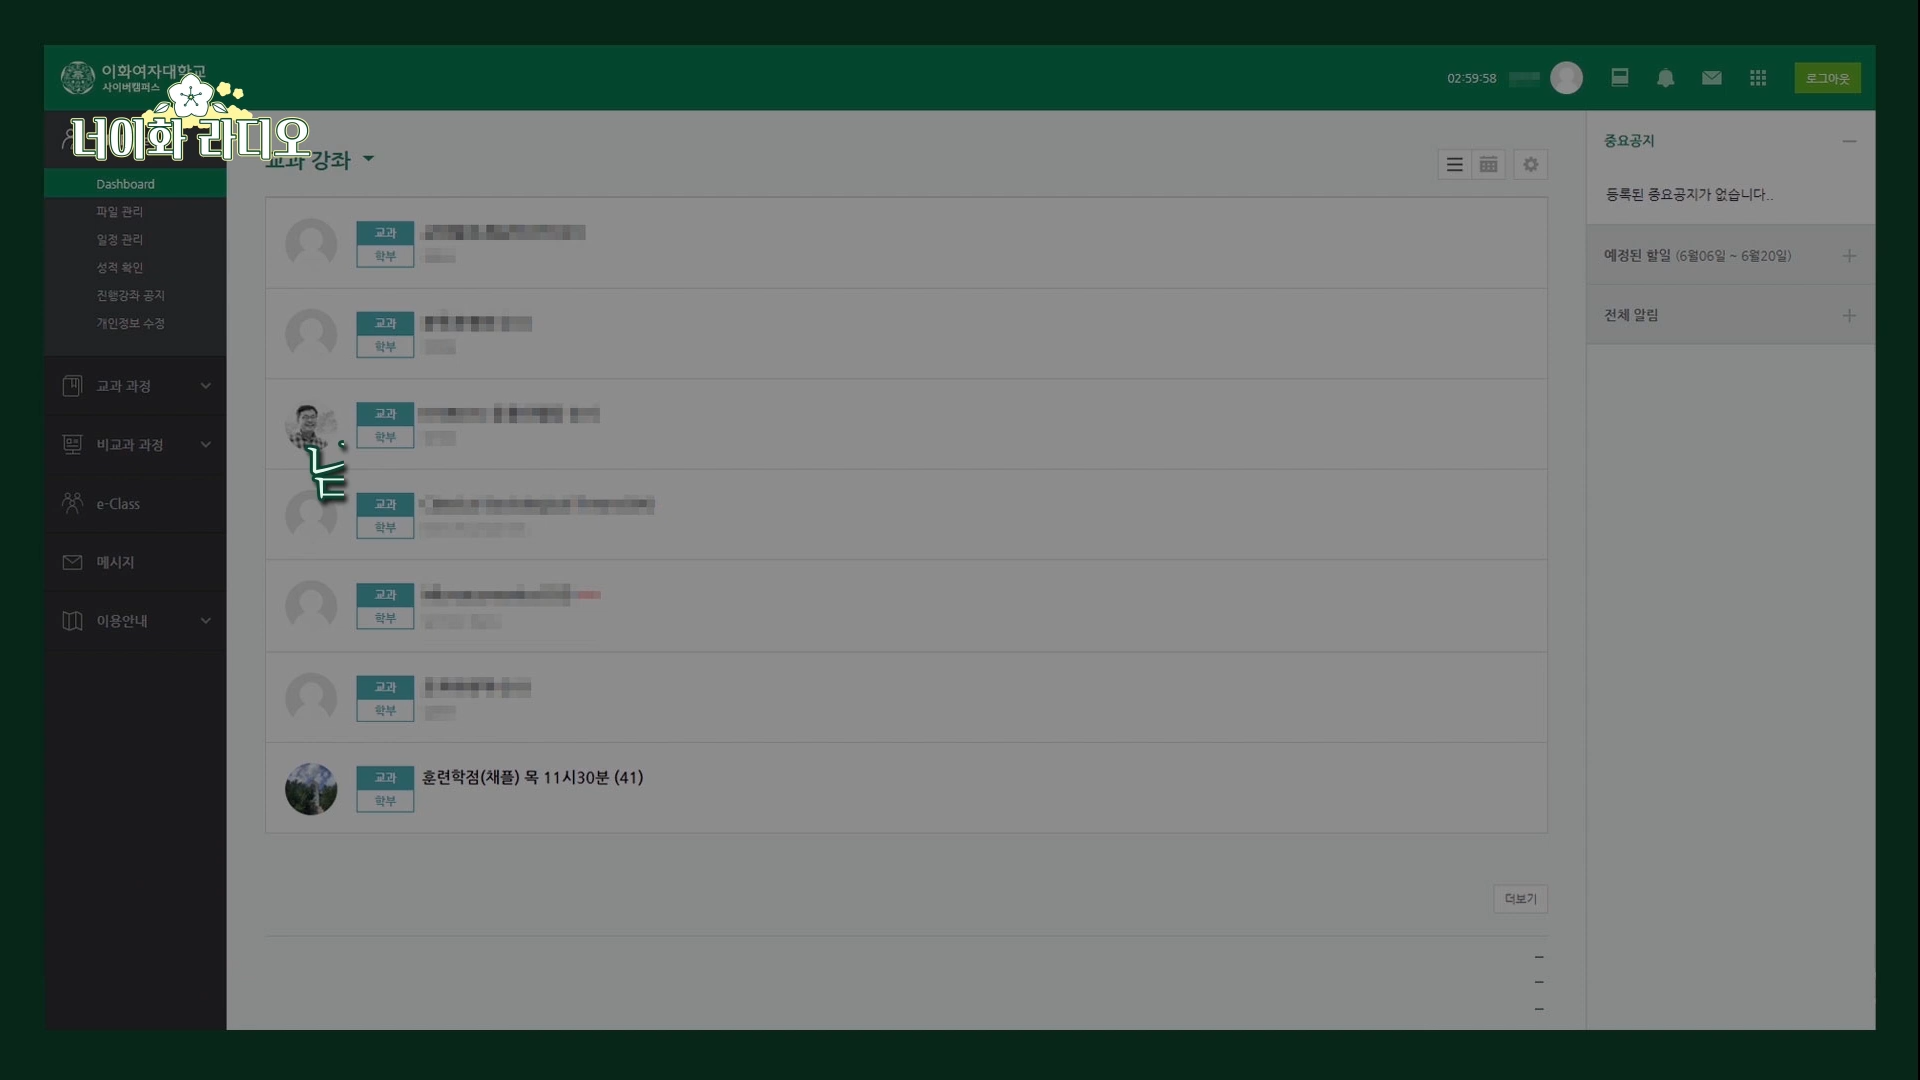 이화여자대학교
사이버캠퍼스
너이화 라디오
02:59:58
로그아웃
교과 강좌
Dashboard
파일 관리
일정 관리
성적 확인
진행강좌 공지
개인정보 수정
교과 과정
비교과 과정
e-Class
메시지
이용안내
교과
학부
교과
학부
교과
학부
교과
학부
교과
학부
교과
학부
교과
학부
훈련학점(채플) 목 11시30분 (41)
더보기
중요공지
등록된 중요공지가 없습니다..
예정된 할일 (6월06일 ~ 6월20일)
전체 알림